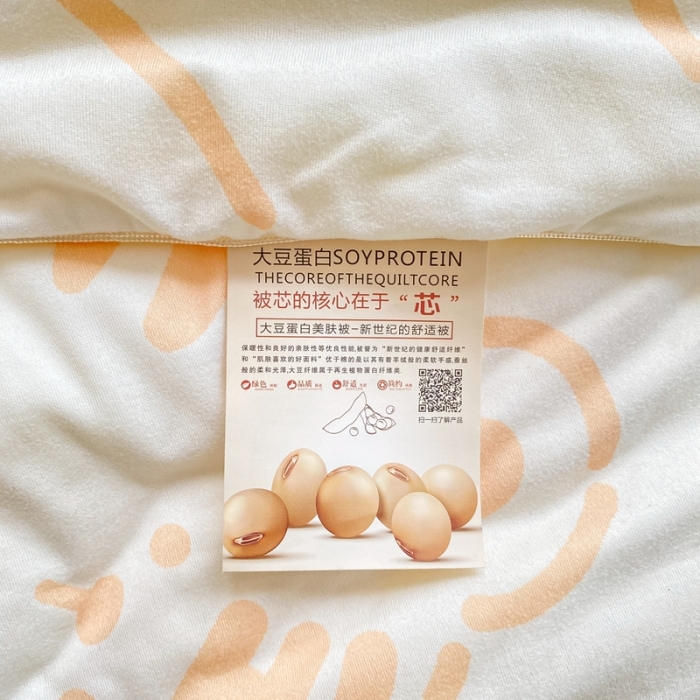 大豆蛋白SOYPROTEIN
THECOREOFTHEQUILTCORE
被芯的核心在于“芯”
大豆蛋白美肤被-新世纪的舒适被
保暖性和良好的亲肤性等优良性能,被誉为“新世纪的健康舒适纤维”
和“肌肤喜欢的好面料”优于棉的是以其有着羊绒般的柔软手感,蚕丝
般的柔和光泽,大豆纤维属于再生植物蛋白纤维类.
绿色 品质 舒适 简约
扫一扫了解产品